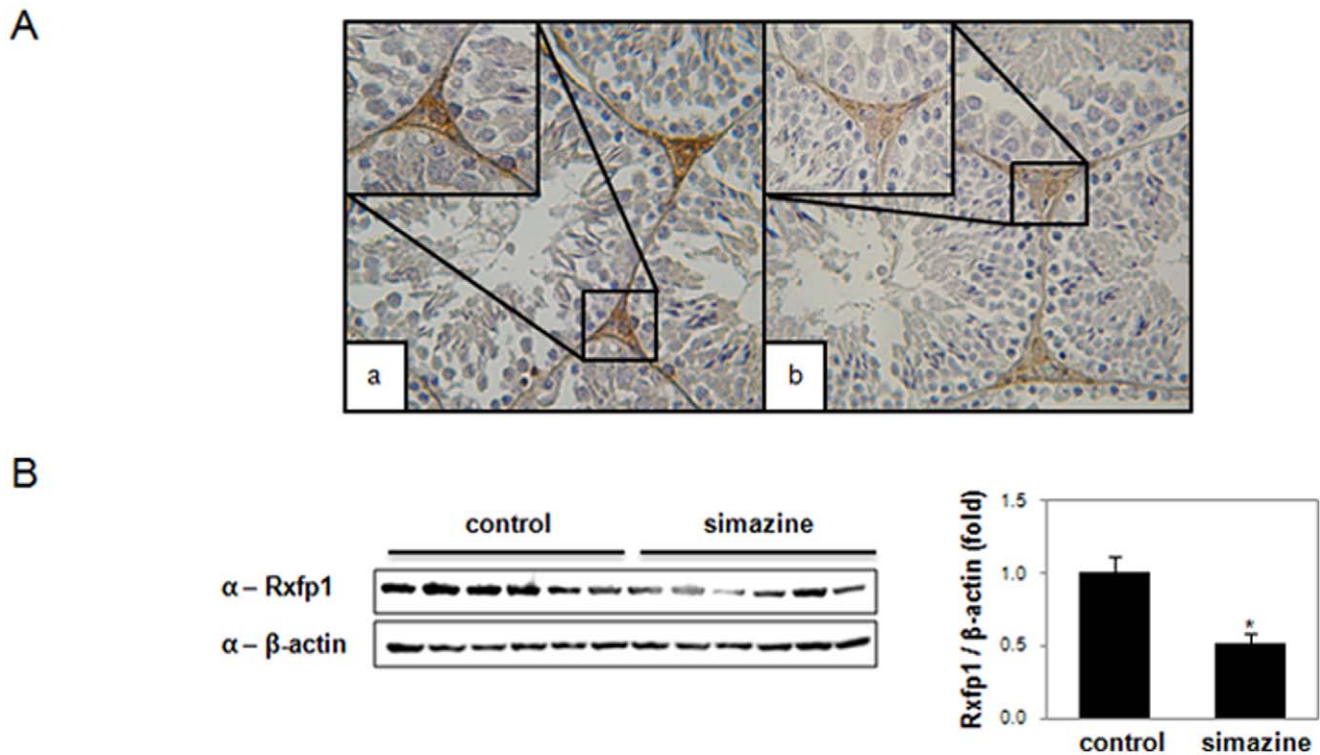 A
a
b
B
control simazine
α – Rxfp1
α – β-actin
Rxfp1 / β-actin (fold)
1.5
1.0
0.5
0.0
*
control simazine